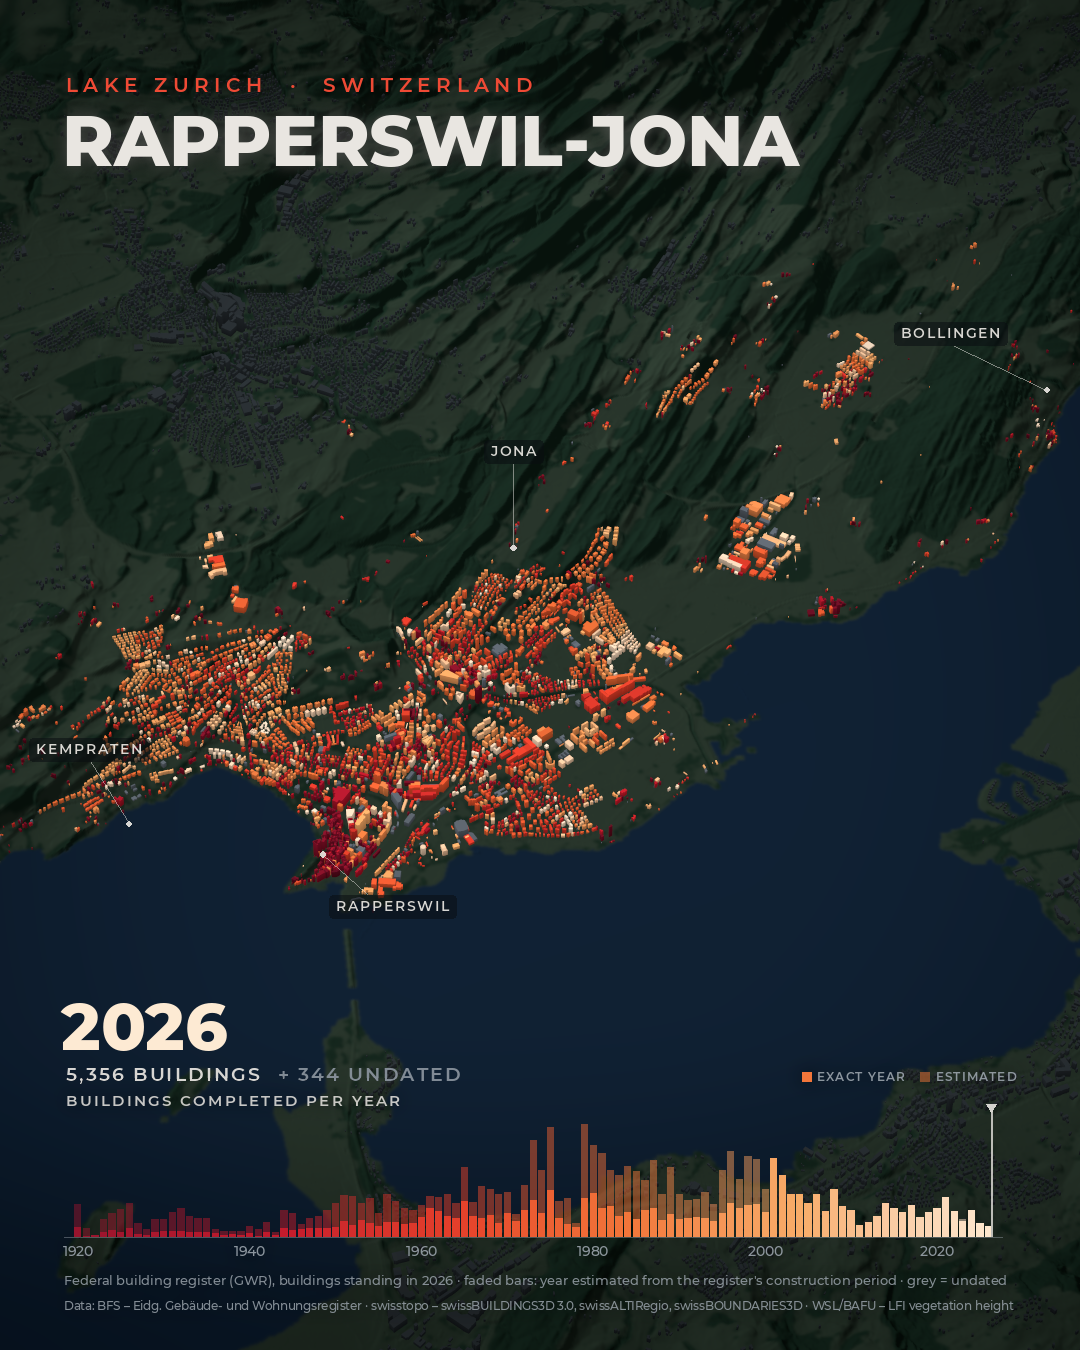 LAKE ZURICH · SWITZERLAND
RAPPERSWIL-JONA
BOLLINGEN
JONA
KEMPRATEN
RAPPERSWIL
2026
5,356 BUILDINGS + 344 UNDATED
BUILDINGS COMPLETED PER YEAR
EXACT YEAR ESTIMATED
1920 1940 1960 1980 2000 2020
Federal building register (GWR), buildings standing in 2026 · faded bars: year estimated from the register's construction period · grey = undated
Data: BFS – Eidg. Gebäude- und Wohnungsregister · swisstopo – swissBUILDINGS3D 3.0, swissALTIRegio, swissBOUNDARIES3D · WSL/BAFU – LFI vegetation height